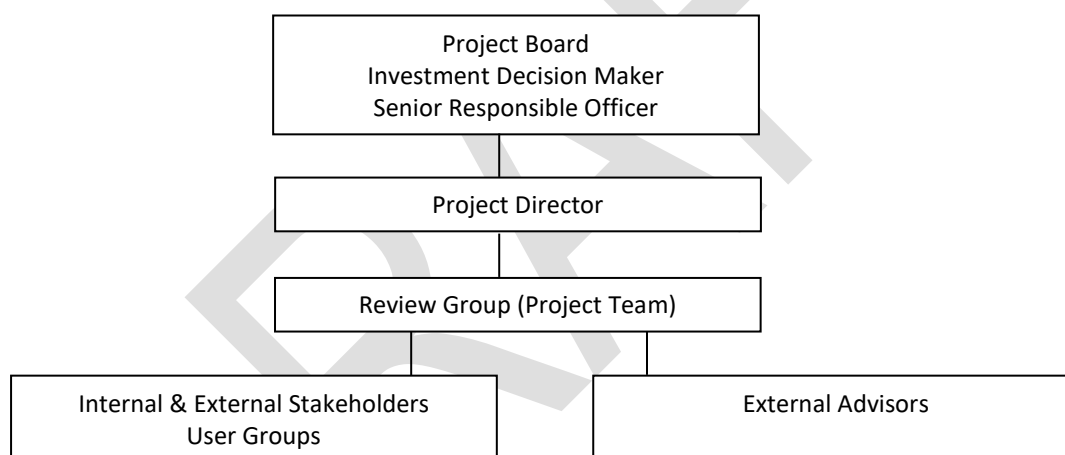 Project Board
Investment Decision Maker
Senior Responsible Officer
Project Director
Review Group (Project Team)
Internal & External Stakeholders
User Groups
External Advisors